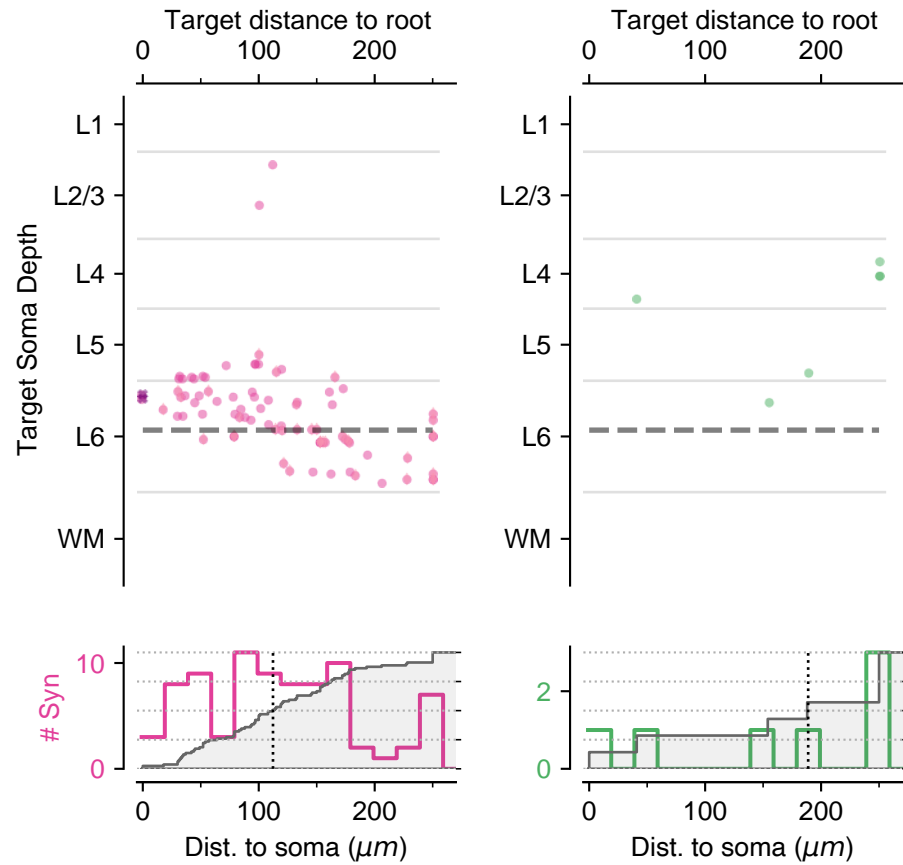 Target distance to root
Target distance to root
0 100 200
0 200
L1
L2/3
L4
L5
L6
WM
Target Soma Depth
L1
L2/3
L4
L5
L6
WM
10
0
# Syn
2
0
0 100 200
0 100 200
Dist. to soma (μm)
Dist. to soma (μm)